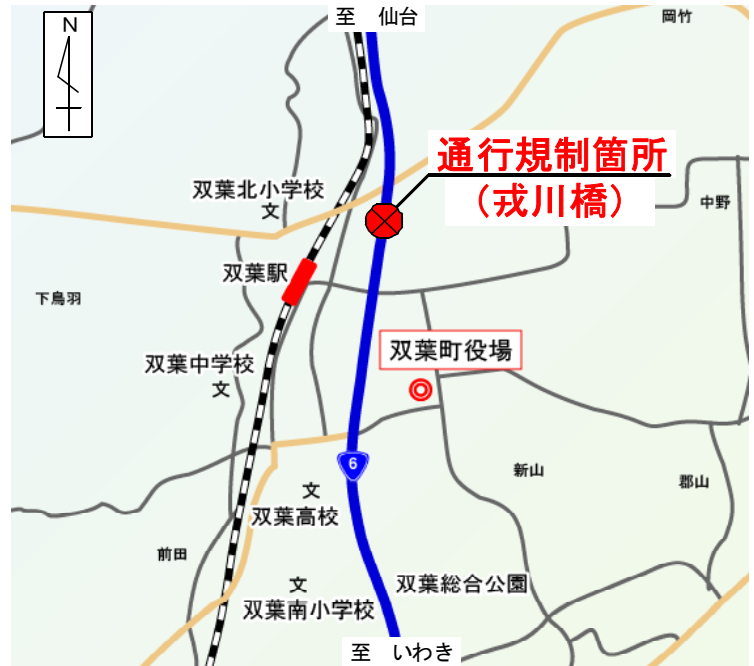 至　仙台
岡竹
N
通行規制箇所
（戎川橋）
双葉北小学校
文
中野
双葉駅
下鳥羽
双葉町役場
双葉中学校
文
6
新山
郡山
文
双葉高校
前田
文
双葉総合公園
双葉南小学校
至　いわき